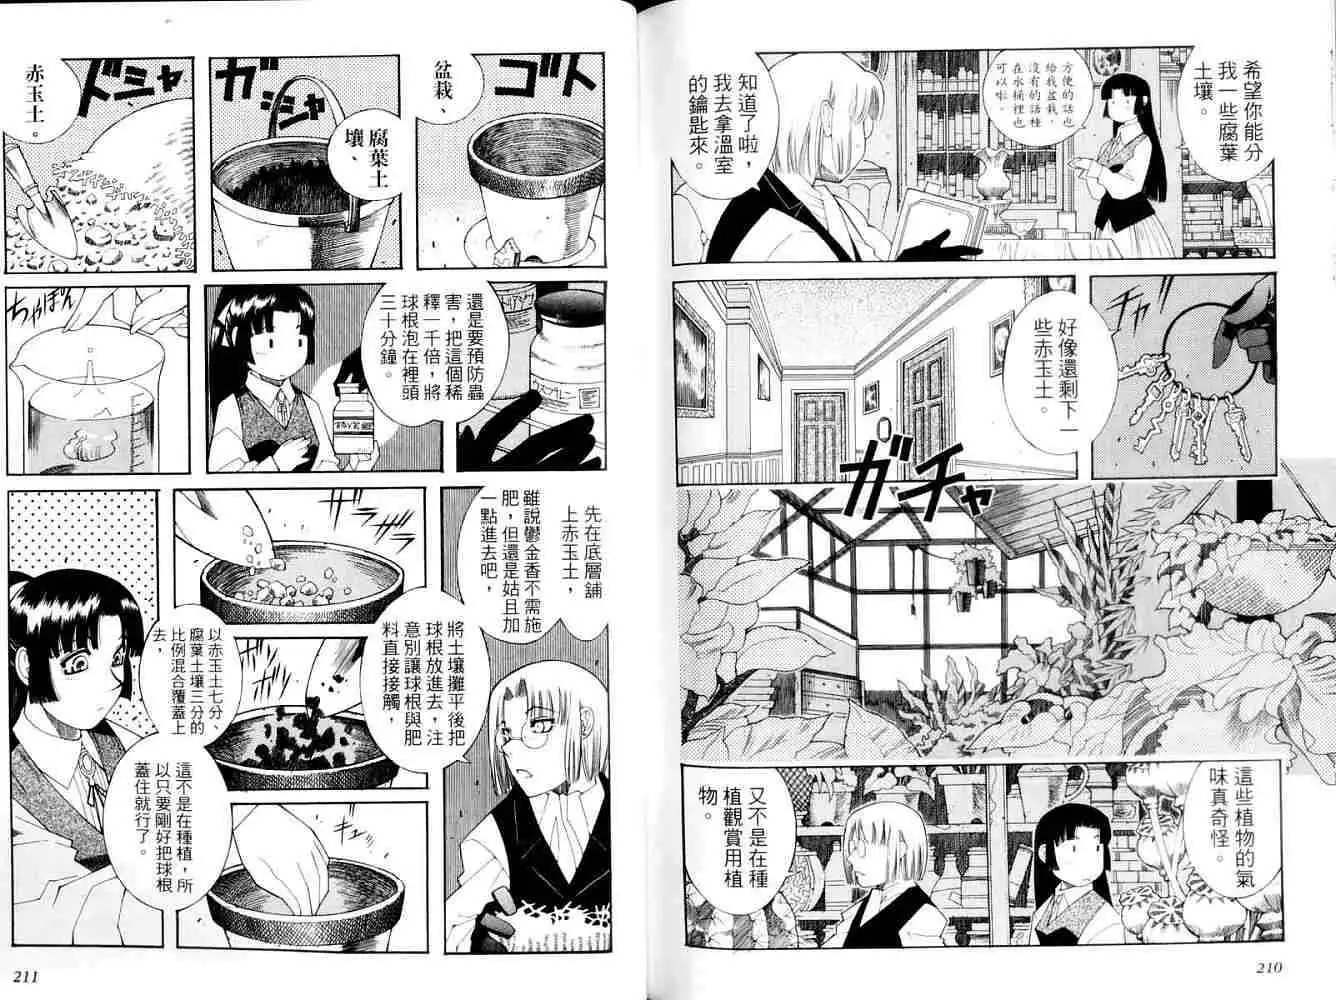 希望你能分
我一些腐葉
土壤。
方便的話也
給我盆栽，
沒有的話種
在水桶裡也
可以啦。
知道了啦，
我去拿溫室
的鑰匙來。
チャ
好像還剩下一
些赤玉土。
ガチャ
這些植物的氣
味真奇怪。
又不是在種
植觀賞用植
物。
210
盆栽、
ゴト
腐葉土
壤、
ガシャ
赤玉土。
ズシャ
還是要預防蟲
害，把這個稀
釋一千倍，將
球根泡在裡頭
三十分鐘。
ちゃぽん
先在底層舖
上赤玉土，
雖說鬱金香不需施
肥，但還是姑且加
一點進去吧，
將土壤攤平後把
球根放進去，注
意別讓球根與肥
料直接接觸，
以赤玉土七分、
腐葉土壤三分的
比例混合覆蓋上
去，
這不是在種植，所
以只要剛好把球根
蓋住就行了。
211